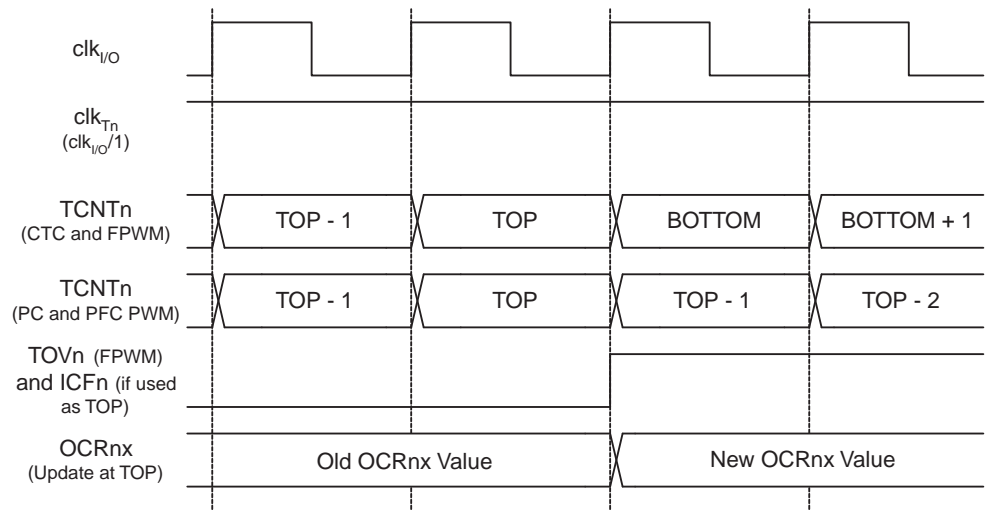 clkI/O
clkTn
(clkI/O/1)
TCNTn
(CTC and FPWM)
TOP - 1 TOP BOTTOM BOTTOM + 1
TCNTn
(PC and PFC PWM)
TOP - 1 TOP TOP - 1 TOP - 2
TOVn (FPWM)
and ICFn (if used
as TOP)
OCRnx
(Update at TOP)
Old OCRnx Value New OCRnx Value